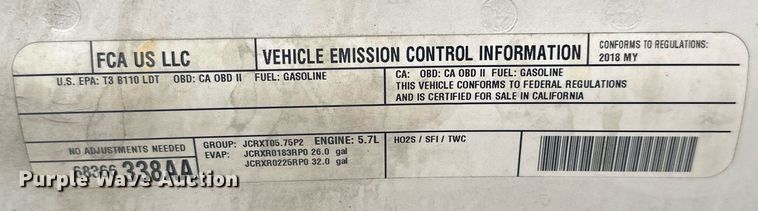 FCA US LLC
VEHICLE EMISSION CONTROL INFORMATION
CONFORMS TO REGULATIONS:
2018 MY
U.S. EPA: T3 B110 LDT OBD: CA OBD II FUEL: GASOLINE
CA: OBD: CA OBD II FUEL: GASOLINE
THIS VEHICLE CONFORMS TO FEDERAL REGULATIONS
AND IS CERTIFIED FOR SALE IN CALIFORNIA
NO ADJUSTMENTS NEEDED
68366338AA
GROUP: JCRXT05.75P2 ENGINE: 5.7L
EVAP: JCRXR0183RP0 26.0 gal
JCRXR0225RP0 32.0 gal
HO2S / SFI / TWC
Purple Wave Auction